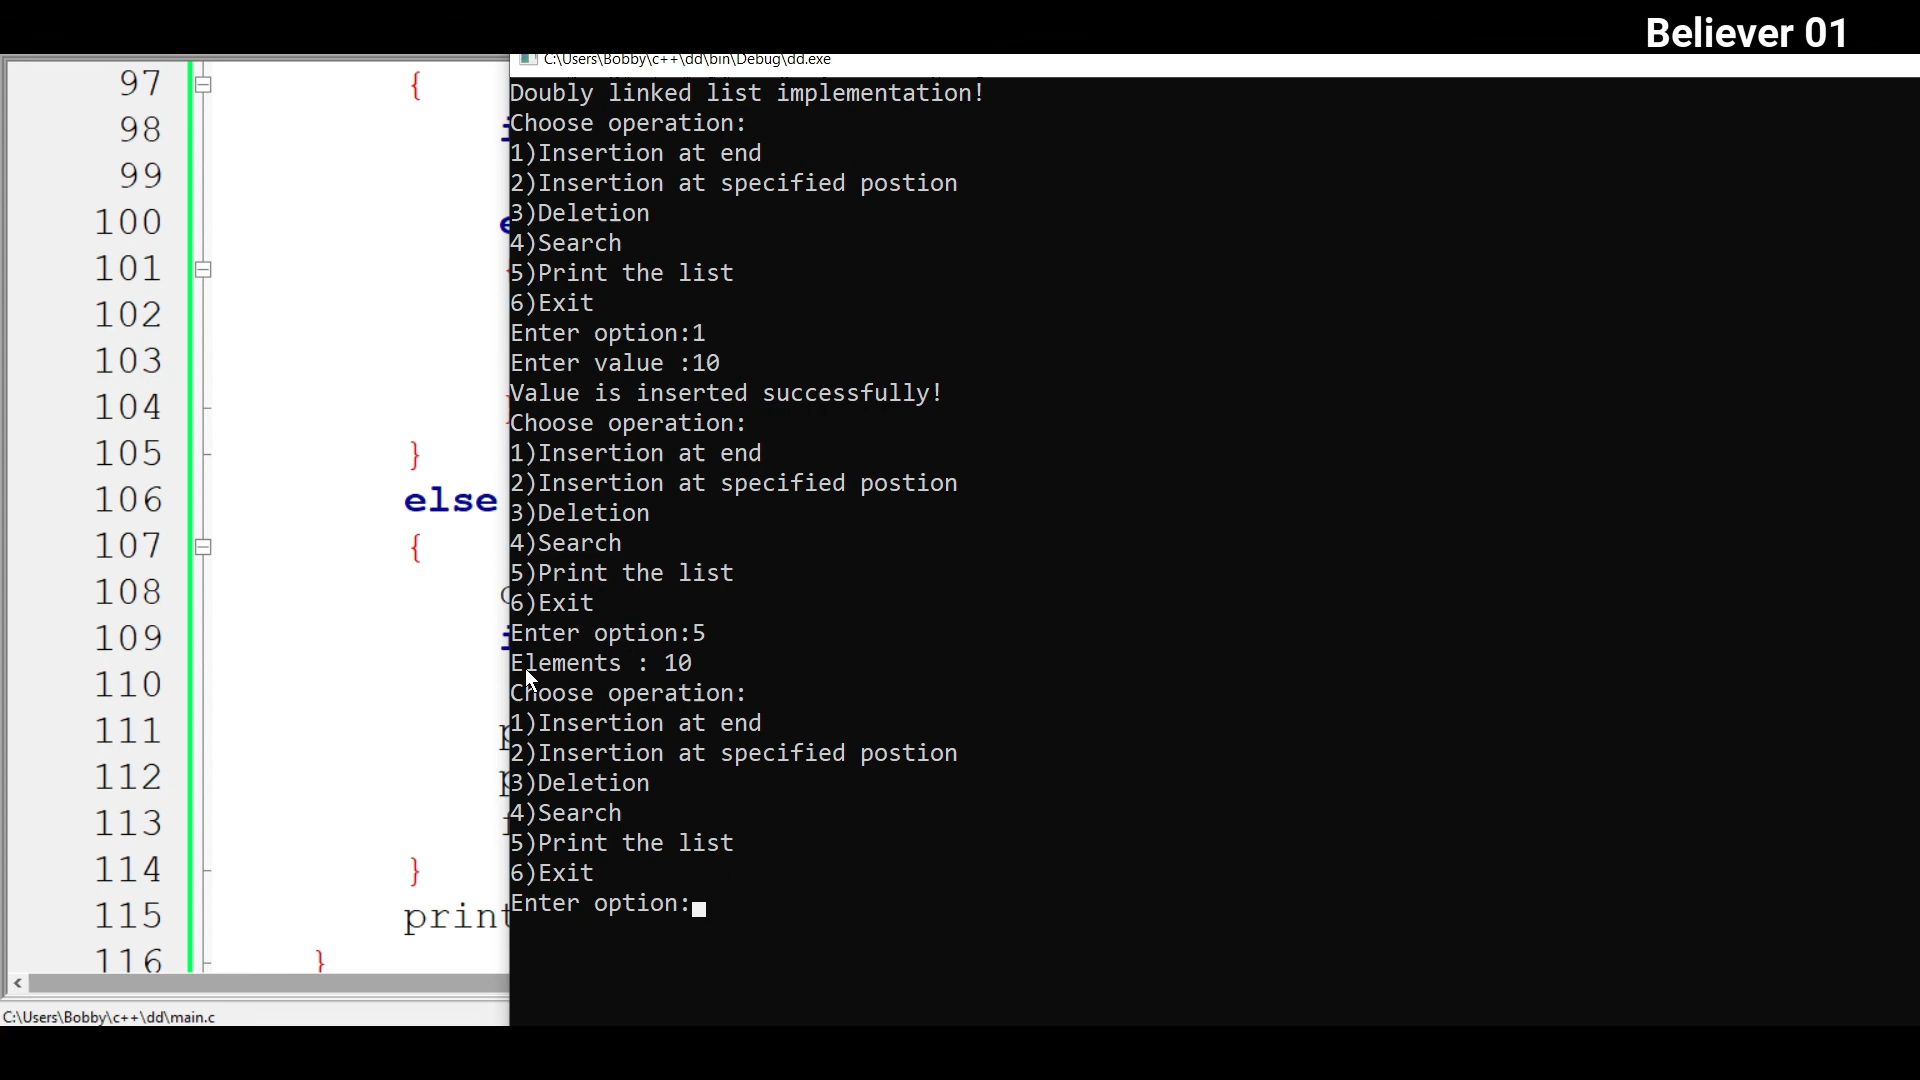 Believer 01
C:\Users\Bobby\c++\dd\bin\Debug\dd.exe
97 {
98
99
100
101
102
103
104
105 }
106 else
107 {
108
109
110
111
112
113
114 }
115 print
116 }
C:\Users\Bobby\c++\dd\main.c
Doubly linked list implementation!
Choose operation:
1)Insertion at end
2)Insertion at specified postion
3)Deletion
4)Search
5)Print the list
6)Exit
Enter option:1
Enter value :10
Value is inserted successfully!
Choose operation:
1)Insertion at end
2)Insertion at specified postion
3)Deletion
4)Search
5)Print the list
6)Exit
Enter option:5
Elements : 10
Choose operation:
1)Insertion at end
2)Insertion at specified postion
3)Deletion
4)Search
5)Print the list
6)Exit
Enter option: